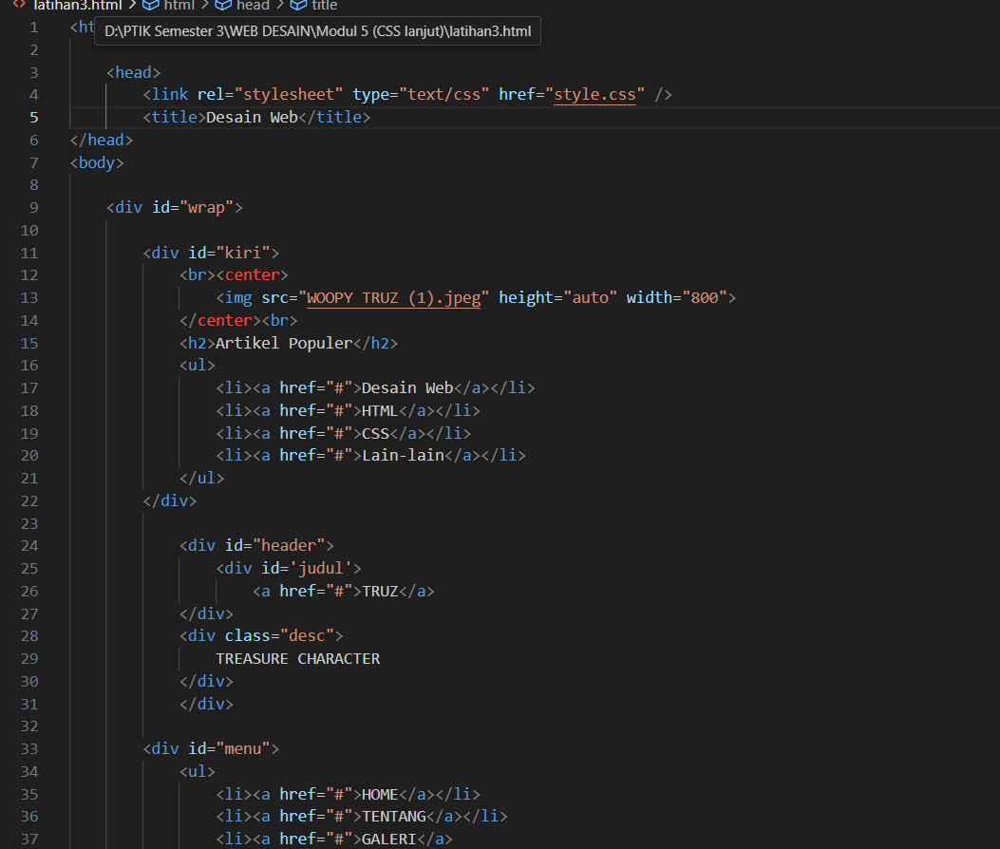 latihan3.html > html > head > title
1 <ht
D:\PTIK Semester 3\WEB DESAIN\Modul 5 (CSS lanjut)\latihan3.html
2
3 <head>
4 <link rel="stylesheet" type="text/css" href="style.css" />
5 <title>Desain Web</title>
6 </head>
7 <body>
8
9 <div id="wrap">
10
11 <div id="kiri">
12 <br><center>
13 <img src="WOOPY TRUZ (1).jpeg" height="auto" width="800">
14 </center><br>
15 <h2>Artikel Populer</h2>
16 <ul>
17 <li><a href="#">Desain Web</a></li>
18 <li><a href="#">HTML</a></li>
19 <li><a href="#">CSS</a></li>
20 <li><a href="#">Lain-lain</a></li>
21 </ul>
22 </div>
23
24 <div id="header">
25 <div id='judul'>
26 <a href="#">TRUZ</a>
27 </div>
28 <div class="desc">
29 TREASURE CHARACTER
30 </div>
31 </div>
32
33 <div id="menu">
34 <ul>
35 <li><a href="#">HOME</a></li>
36 <li><a href="#">TENTANG</a></li>
37 <li><a href="#">GALERI</a>